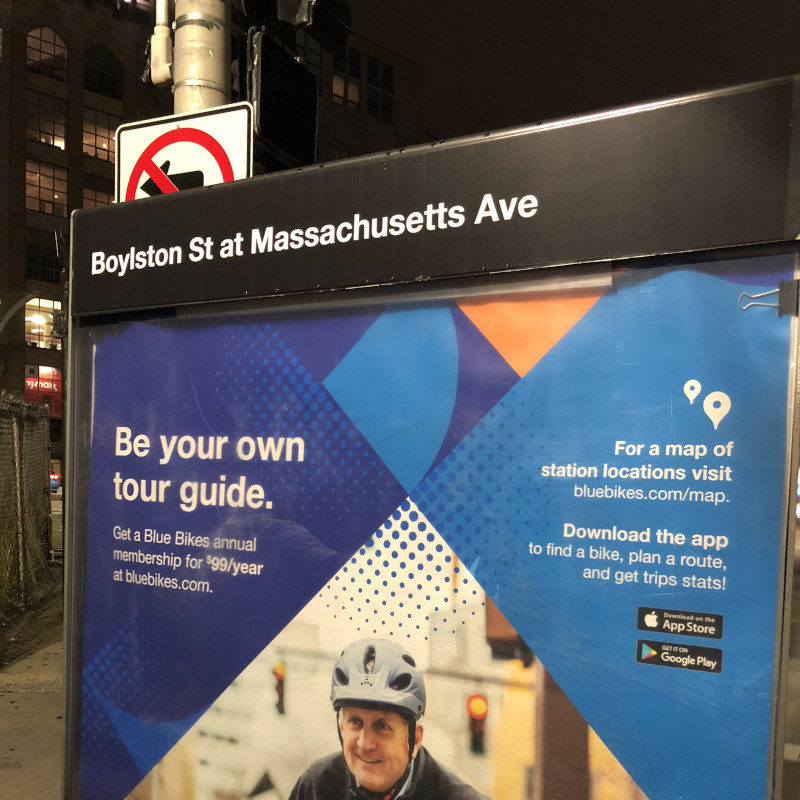 Boylston St at Massachusetts Ave
Be your own
tour guide.
Get a Blue Bikes annual
membership for $99/year
at bluebikes.com.
For a map of
station locations visit
bluebikes.com/map.
Download the app
to find a bike, plan a route,
and get trips stats!
Download on the
App Store
GET IT ON
Google Play
T.J.maxx